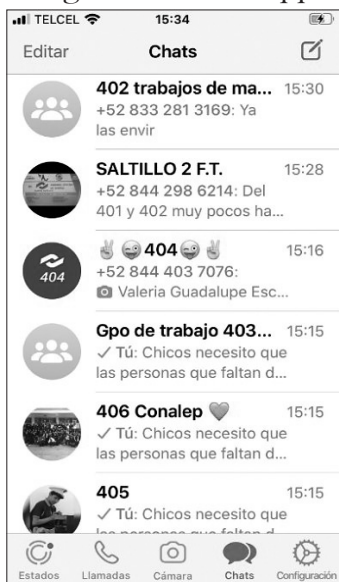 TELCEL 15:34
Editar Chats
402 trabajos de ma... 15:30
+52 833 281 3169: Ya
las envir
SALTILLO 2 F.T. 15:28
+52 844 298 6214: Del
401 y 402 muy pocos ha...
✌️😜404😜✌️ 15:16
404
+52 844 403 7076:
📷 Valeria Guadalupe Esc...
Gpo de trabajo 403... 15:15
✓ Tú: Chicos necesito que
las personas que faltan d...
406 Conalep 🤍 15:15
✓ Tú: Chicos necesito que
las personas que faltan d...
405 15:15
✓ Tú: Chicos necesito que
las personas que faltan d...
Estados Llamadas Cámara Chats Configuración